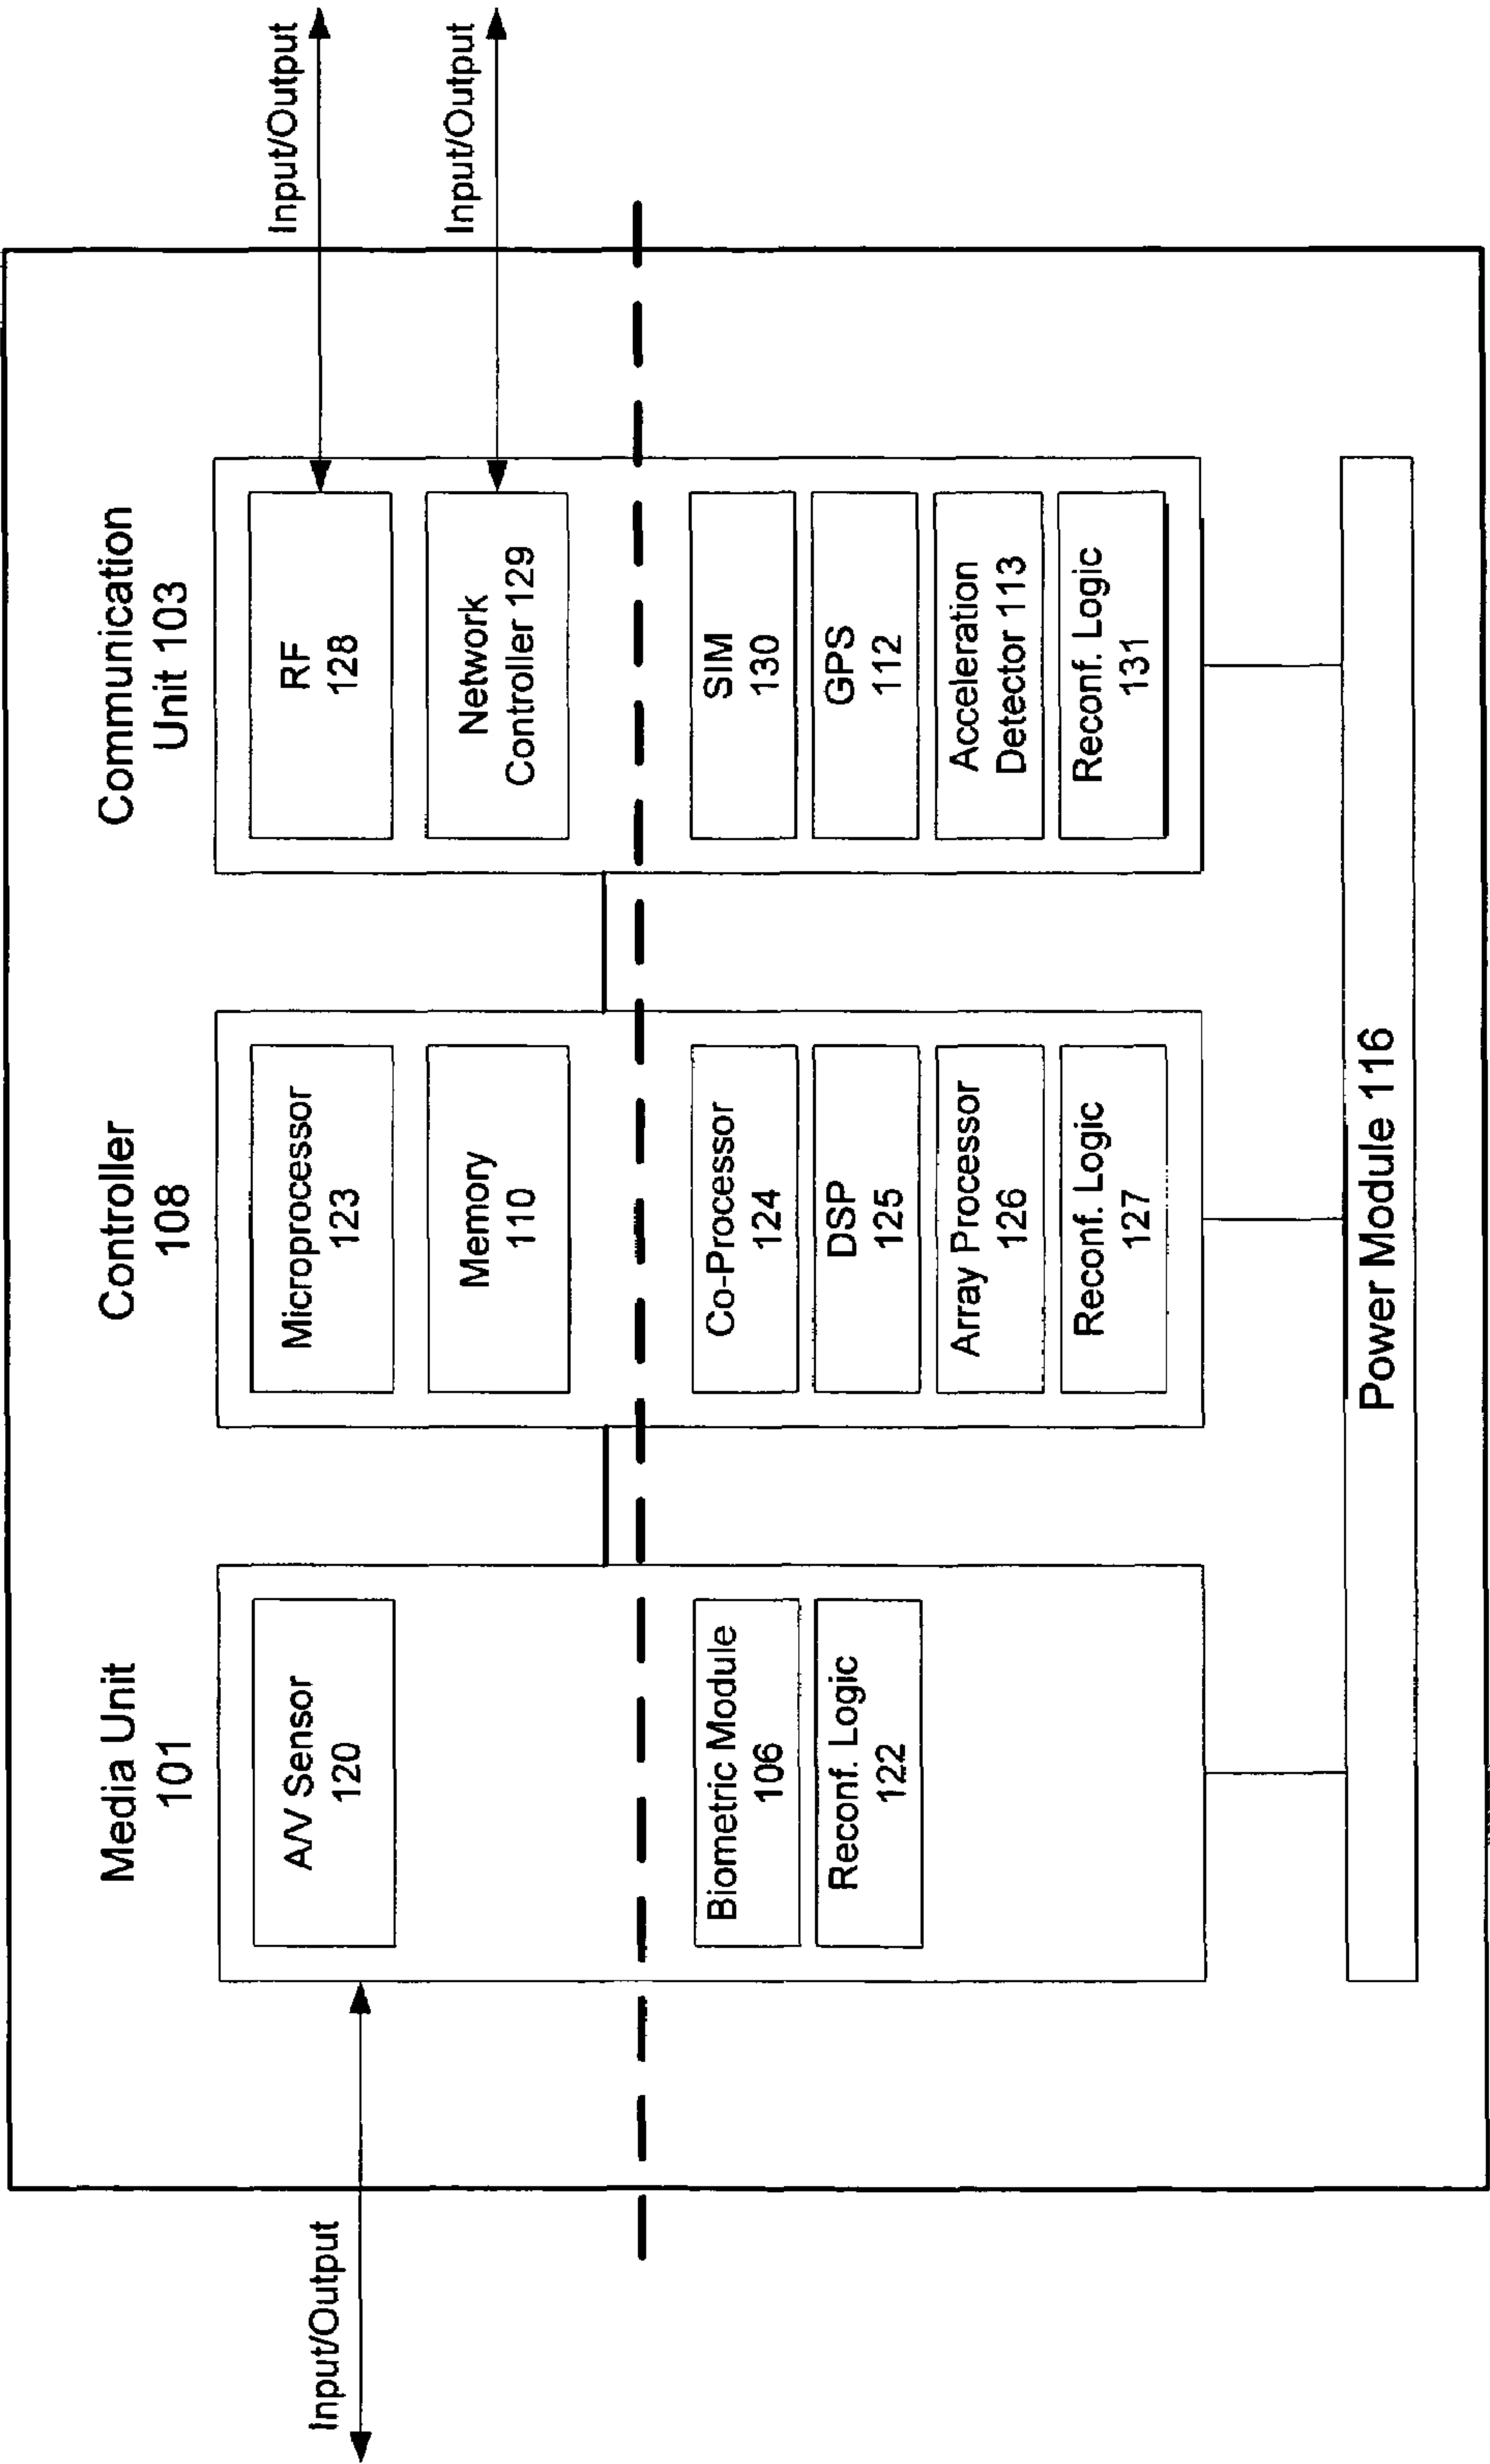 Media Unit
101
Controller
108
Communication
Unit 103
Input/Output
A/V Sensor
120
Biometric Module
106
Reconf. Logic
122
Microprocessor
123
Memory
110
Co-Processor
124
DSP
125
Array Processor
126
Reconf. Logic
127
RF
128
Network
Controller 129
SIM
130
GPS
112
Acceleration
Detector 113
Reconf. Logic
131
Input/Output
Input/Output
Power Module 116